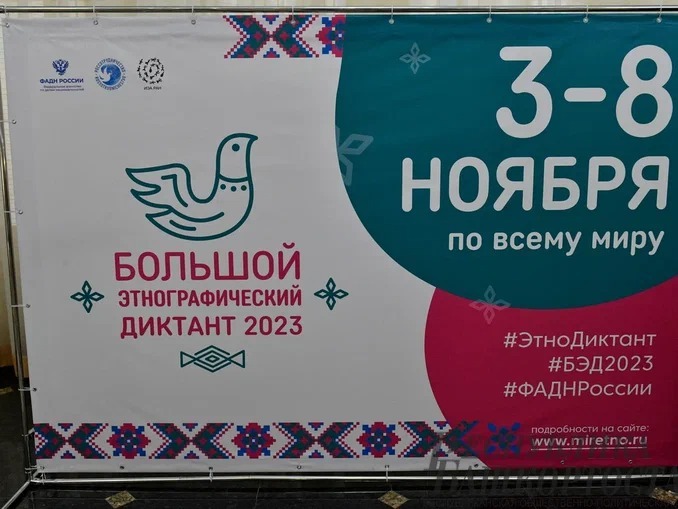 ФАДН РОССИИ
3-8
НОЯБРЯ
по всему миру
БОЛЬШОЙ
ЭТНОГРАФИЧЕСКИЙ
ДИКТАНТ 2023
#ЭтноДиктант
#БЭД2023
#ФАДНРоссии
подробности на сайте:
www.miretno.ru